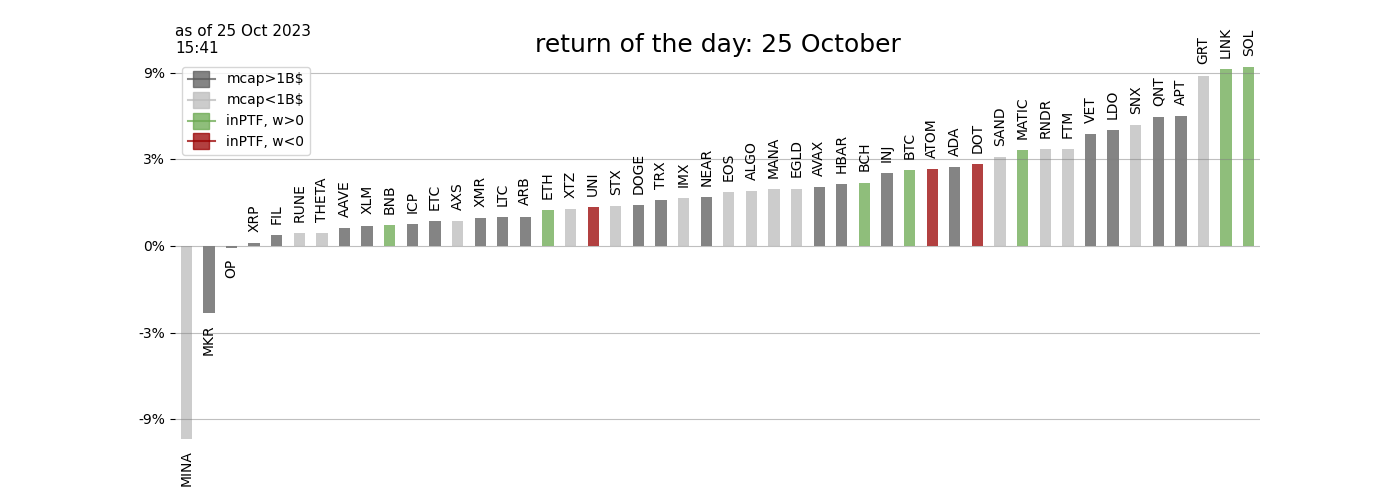 as of 25 Oct 2023
15:41
return of the day: 25 October
9%
3%
0%
-3%
-9%
mcap>1B$
mcap<1B$
inPTF, w>0
inPTF, w<0
MINA
MKR
OP
XRP
FIL
RUNE
THETA
AAVE
XLM
BNB
ICP
ETC
AXS
XMR
LTC
ARB
ETH
XTZ
UNI
STX
DOGE
TRX
IMX
NEAR
EOS
ALGO
MANA
EGLD
AVAX
HBAR
BCH
INJ
BTC
ATOM
ADA
DOT
SAND
MATIC
RNDR
FTM
VET
LDO
SNX
QNT
APT
GRT
LINK
SOL